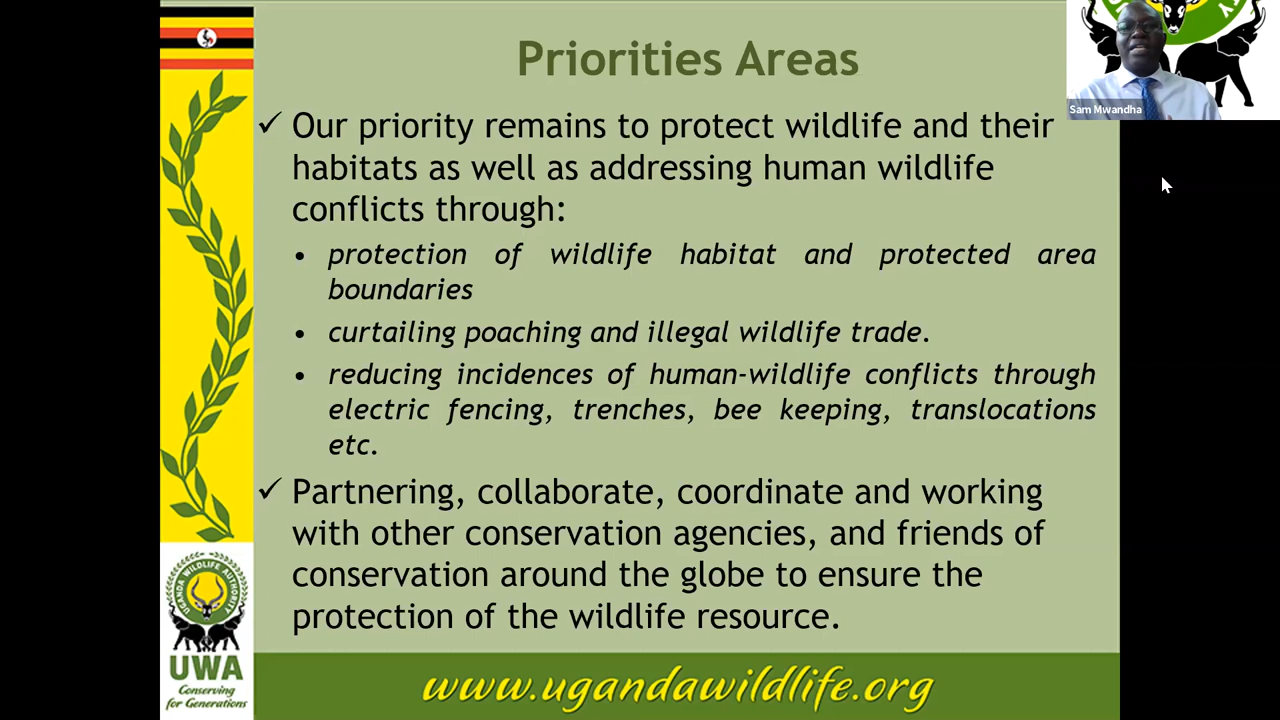 Priorities Areas
Sam Mwandha
✓ Our priority remains to protect wildlife and their
habitats as well as addressing human wildlife
conflicts through:
• protection of wildlife habitat and protected area
boundaries
• curtailing poaching and illegal wildlife trade.
• reducing incidences of human-wildlife conflicts through
electric fencing, trenches, bee keeping, translocations
etc.
✓ Partnering, collaborate, coordinate and working
with other conservation agencies, and friends of
conservation around the globe to ensure the
protection of the wildlife resource.
UGANDA WILDLIFE AUTHORITY
UWA
Conserving
for Generations
www.ugandawildlife.org